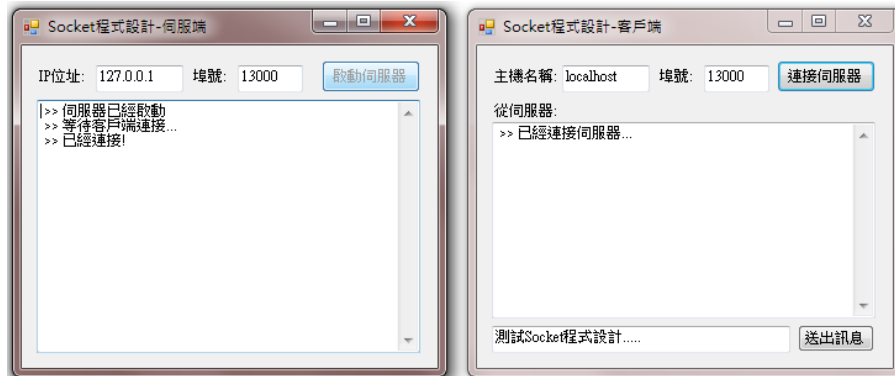 Socket程式設計-伺服端
IP位址: 127.0.0.1 埠號: 13000 啟動伺服器
>> 伺服器已經啟動
>> 等待客戶端連接...
>> 已經連接!
Socket程式設計-客戶端
主機名稱: localhost 埠號: 13000 連接伺服器
從伺服器:
>> 已經連接伺服器...
測試Socket程式設計..... 送出訊息